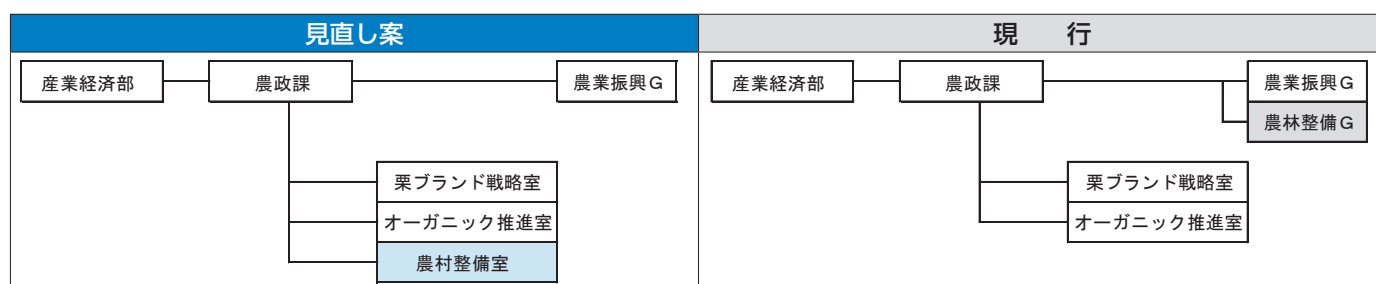 見直し案
産業経済部 農政課 農業振興G
栗ブランド戦略室
オーガニック推進室
農村整備室
現　行
産業経済部 農政課 農業振興G
農林整備G
栗ブランド戦略室
オーガニック推進室